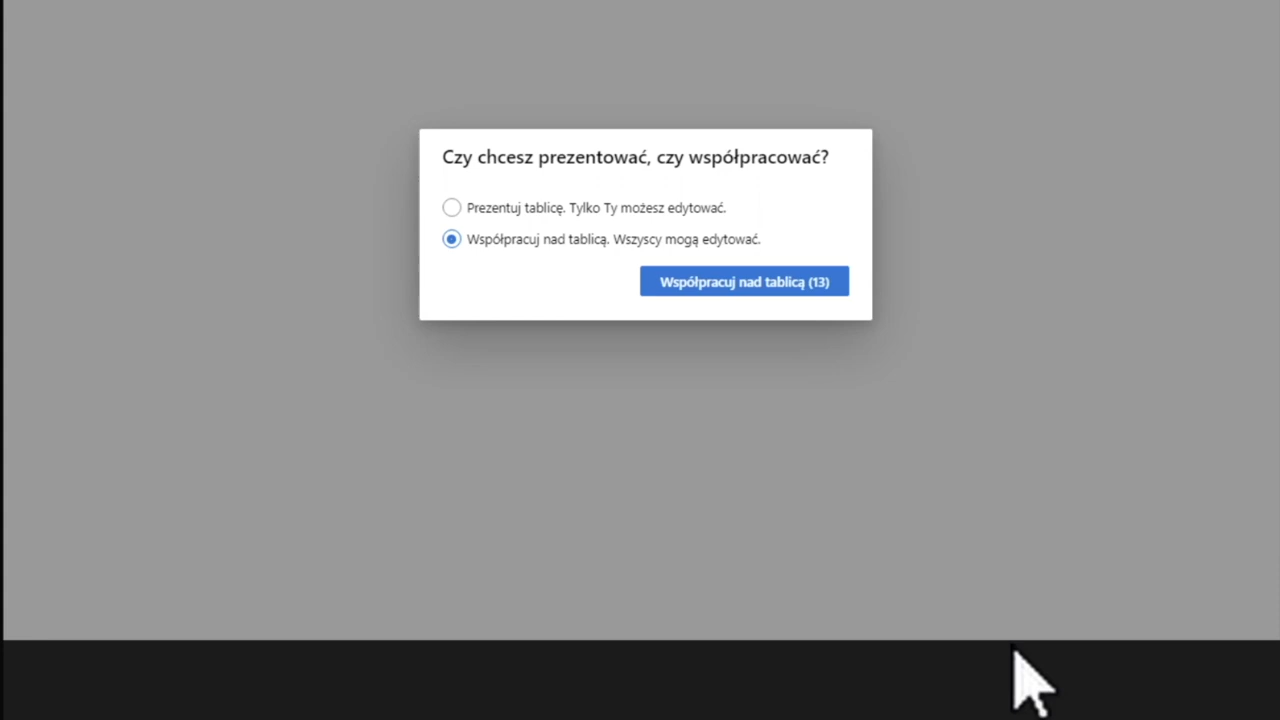 Czy chcesz prezentować, czy współpracować?
Prezentuj tablicę. Tylko Ty możesz edytować.
Współpracuj nad tablicą. Wszyscy mogą edytować.
Współpracuj nad tablicą (13)